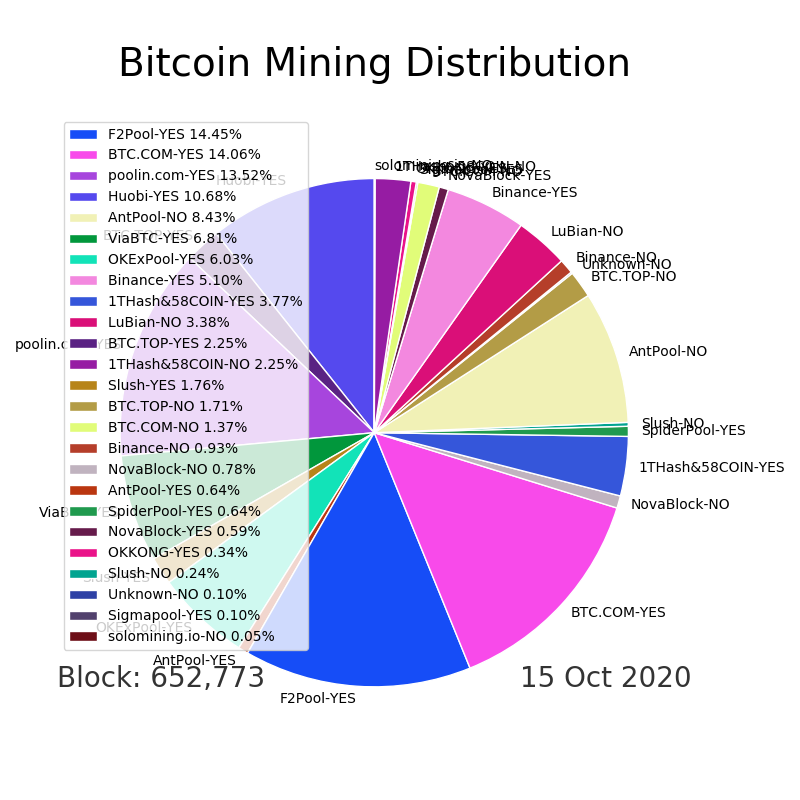 Bitcoin Mining Distribution
F2Pool-YES 14.45%
BTC.COM-YES 14.06%
poolin.com-YES 13.52%
Huobi-YES 10.68%
AntPool-NO 8.43%
ViaBTC-YES 6.81%
OKExPool-YES 6.03%
Binance-YES 5.10%
1THash&58COIN-YES 3.77%
LuBian-NO 3.38%
BTC.TOP-YES 2.25%
1THash&58COIN-NO 2.25%
Slush-YES 1.76%
BTC.TOP-NO 1.71%
BTC.COM-NO 1.37%
Binance-NO 0.93%
NovaBlock-NO 0.78%
AntPool-YES 0.64%
SpiderPool-YES 0.64%
NovaBlock-YES 0.59%
OKKONG-YES 0.34%
Slush-NO 0.24%
Unknown-NO 0.10%
Sigmapool-YES 0.10%
solomining.io-NO 0.05%
solomining.io-NO
NovaBlock-YES
Binance-YES
LuBian-NO
Binance-NO
Unknown-NO
BTC.TOP-NO
AntPool-NO
Slush-NO
SpiderPool-YES
1THash&58COIN-YES
NovaBlock-NO
BTC.COM-YES
F2Pool-YES
AntPool-YES
OKExPool-YES
Slush-YES
BTC.TOP-YES
Huobi-YES
Block: 652,773
15 Oct 2020